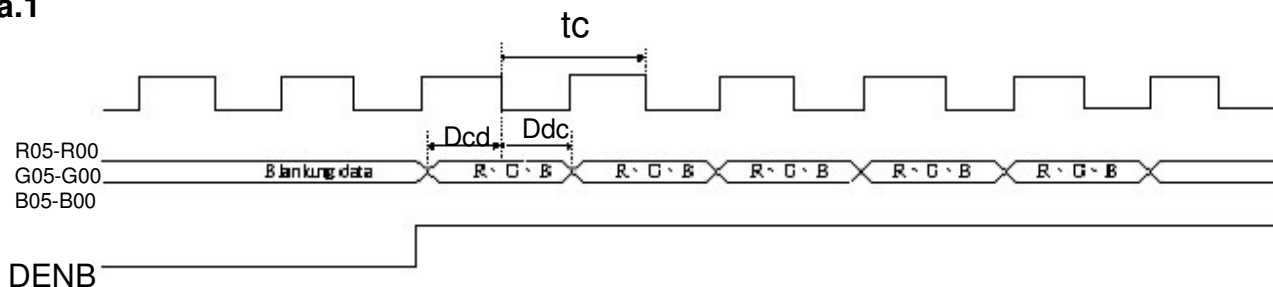 a.1
tc
Dcd Ddc
R05-R00
G05-G00 Blankung data R、G、B R、G、B R、G、B R、G、B R、G、B
B05-B00
DENB